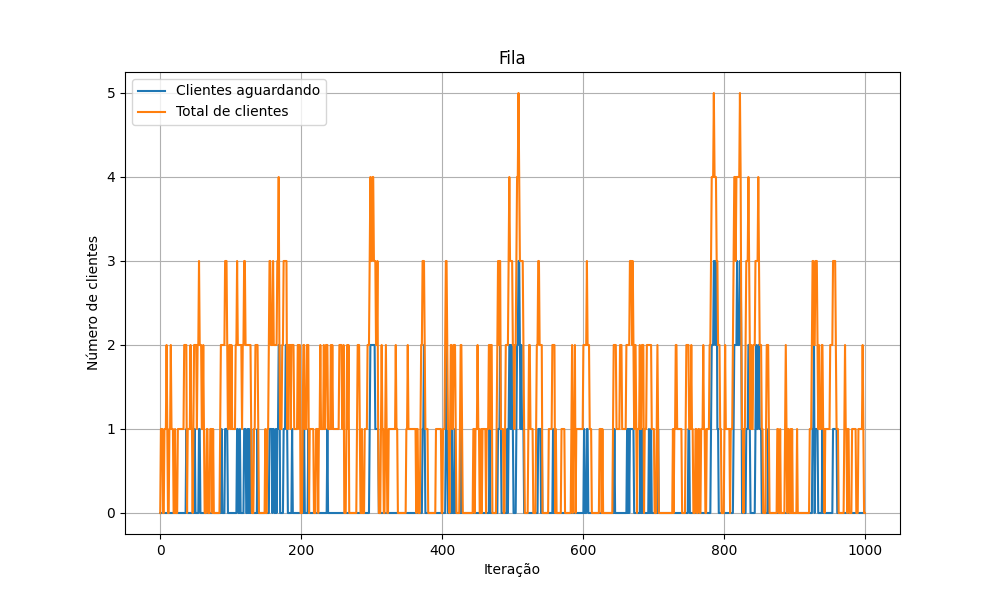 Fila
Clientes aguardando
Total de clientes
Número de clientes
5
4
3
2
1
0
0
200
400
600
800
1000
Iteração